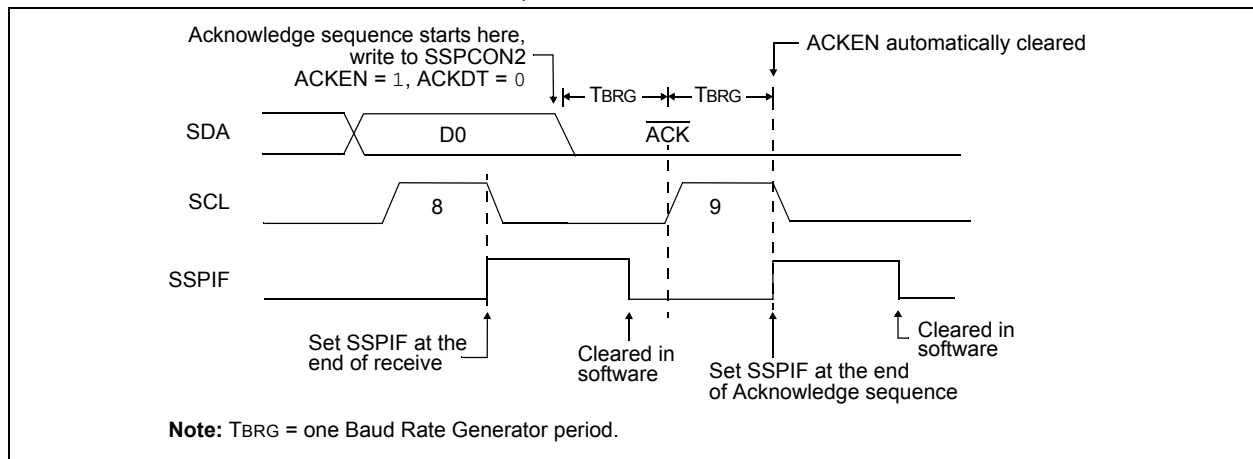 Acknowledge sequence starts here,
write to SSPCON2
ACKEN = 1, ACKDT = 0
ACKEN automatically cleared
TBRG
TBRG
SDA
D0
ACK
SCL
8
9
SSPIF
Set SSPIF at the
end of receive
Cleared in
software
Set SSPIF at the end
of Acknowledge sequence
Cleared in
software
Note: TBRG = one Baud Rate Generator period.